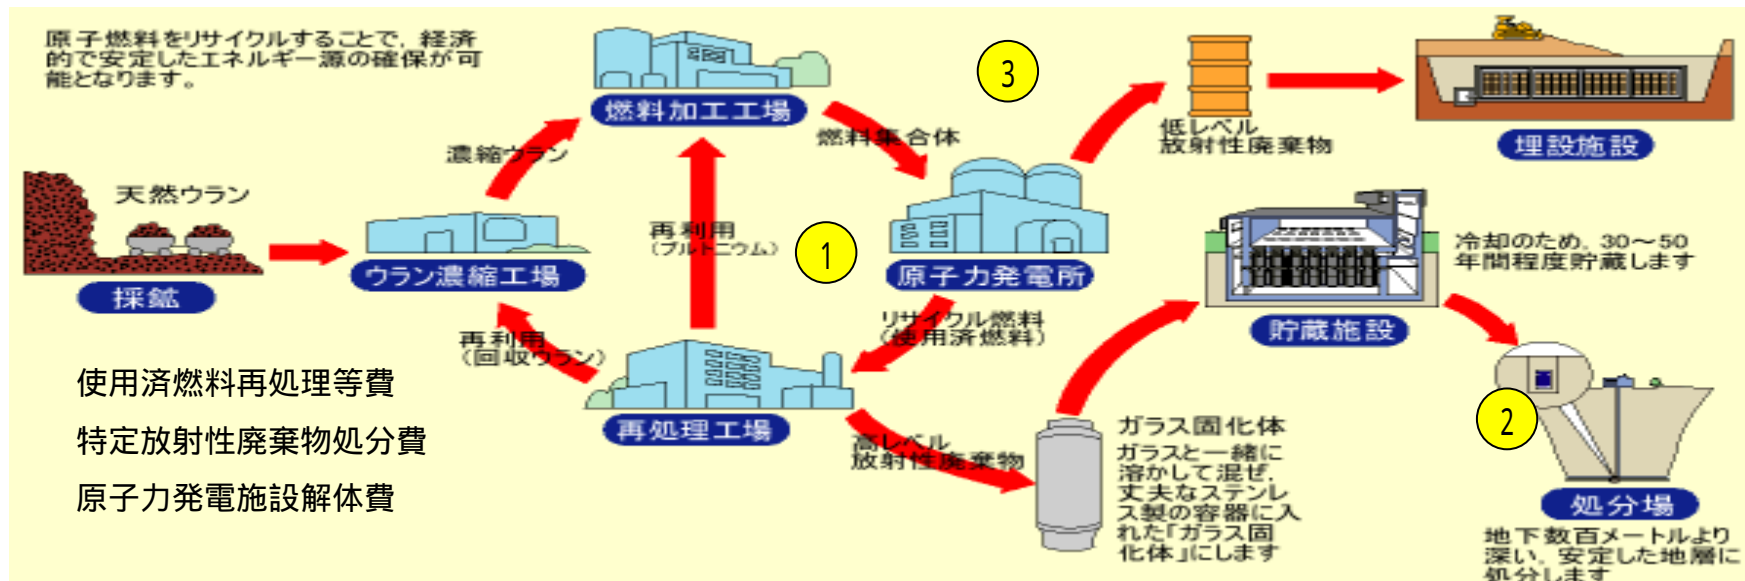 原子燃料をリサイクルすることで、経済
的で安定したエネルギー源の確保が可
能となります。
燃料加工工場
濃縮ウラン
燃料集合体
3
低レベル
放射性廃棄物
埋設施設
天然ウラン
採鉱
ウラン濃縮工場
再利用
（プルトニウム）
1
原子力発電所
冷却のため、30～50
年間程度貯蔵します
貯蔵施設
再利用
（回収ウラン）
リサイクル燃料
（使用済燃料）
再処理工場
高レベル
放射性廃棄物
ガラス固化体
ガラスと一緒に
溶かして混ぜ、
丈夫なステンレ
ス製の容器に入
れた「ガラス固
化体」にします
2
処分場
地下数百メートルより
深い、安定した地層に
処分します
使用済燃料再処理等費
特定放射性廃棄物処分費
原子力発電施設解体費